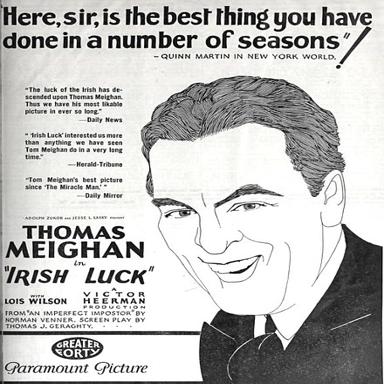 "Here, sir, is the best thing you have
done in a number of seasons"!
– QUINN MARTIN IN NEW YORK WORLD.
"The luck of the Irish has de-
scended upon Thomas Meighan.
Thus we have his most likable
picture in ever so long."
—Daily News
" 'Irish Luck' interested us more
than anything we have seen
Tom Meighan do in a very long
time."
—Herald-Tribune
"Tom Meighan's best picture
since 'The Miracle Man.' "
—Daily Mirror
ADOLPH ZUKOR AND JESSE L. LASKY PRESENT
THOMAS
MEIGHAN
in
"IRISH LUCK"
WITH
LOIS WILSON
A
VICTOR
HEERMAN
PRODUCTION
FROM "AN IMPERFECT IMPOSTOR" BY
NORMAN VENNER. SCREEN PLAY BY
THOMAS J. GERAGHTY.
GREATER
FORTY
Paramount Picture